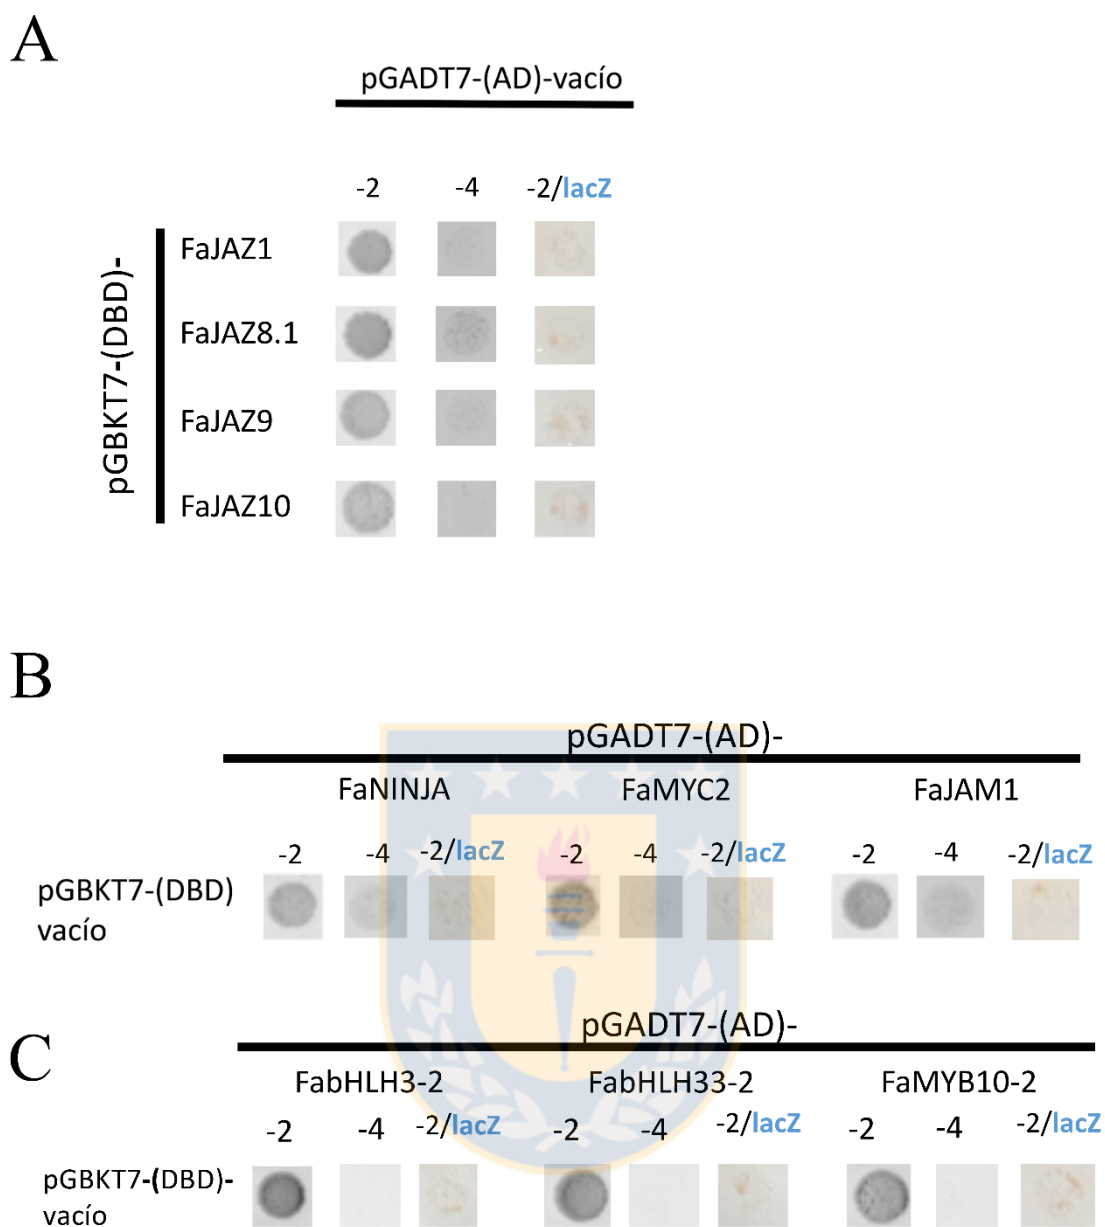 A
pGADT7-(AD)-vacío
-2 -4 -2/lacZ
pGBKT7-(DBD)-
FaJAZ1
FaJAZ8.1
FaJAZ9
FaJAZ10
B
pGADT7-(AD)-
FaNINJA FaMYC2 FaJAM1
-2 -4 -2/lacZ -2 -4 -2/lacZ -2 -4 -2/lacZ
pGBKT7-(DBD)
vacío
C
pGADT7-(AD)-
FabHLH3-2 FabHLH33-2 FaMYB10-2
-2 -4 -2/lacZ -2 -4 -2/lacZ -2 -4 -2/lacZ
pGBKT7-(DBD)-
vacío